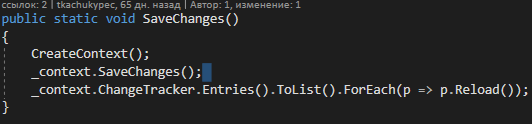 ссылок: 2 | tkachukypec, 65 дн. назад | Автор: 1, изменение: 1
public static void SaveChanges()
{
CreateContext();
_context.SaveChanges();
_context.ChangeTracker.Entries().ToList().ForEach(p => p.Reload());
}